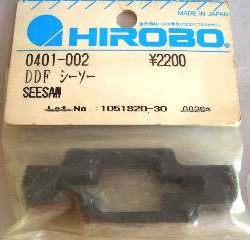 MADE IN JAPAN
HIROBO
0401-002 ¥2200
DDF シーソー
SEESAW
Lot No. 1051820-30